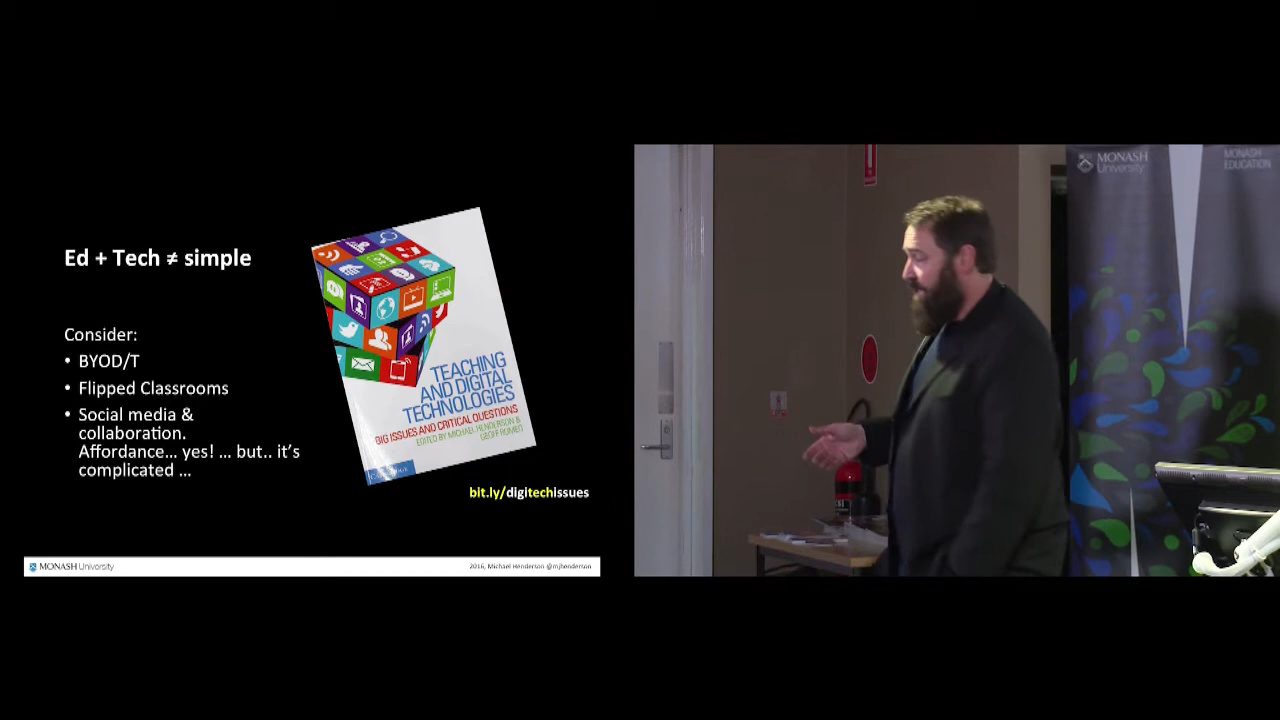 Ed + Tech ≠ simple
Consider:
• BYOD/T
• Flipped Classrooms
• Social media &
collaboration.
Affordance… yes! … but.. it’s
complicated …
TEACHING
AND DIGITAL
TECHNOLOGIES
BIG ISSUES AND CRITICAL QUESTIONS
EDITED BY MICHAEL HENDERSON &
GEOFF ROMEO
bit.ly/digitechissues
MONASH University
2016, Michael Henderson @mjhenderson
MONASH
University
MONASH
EDUCATION